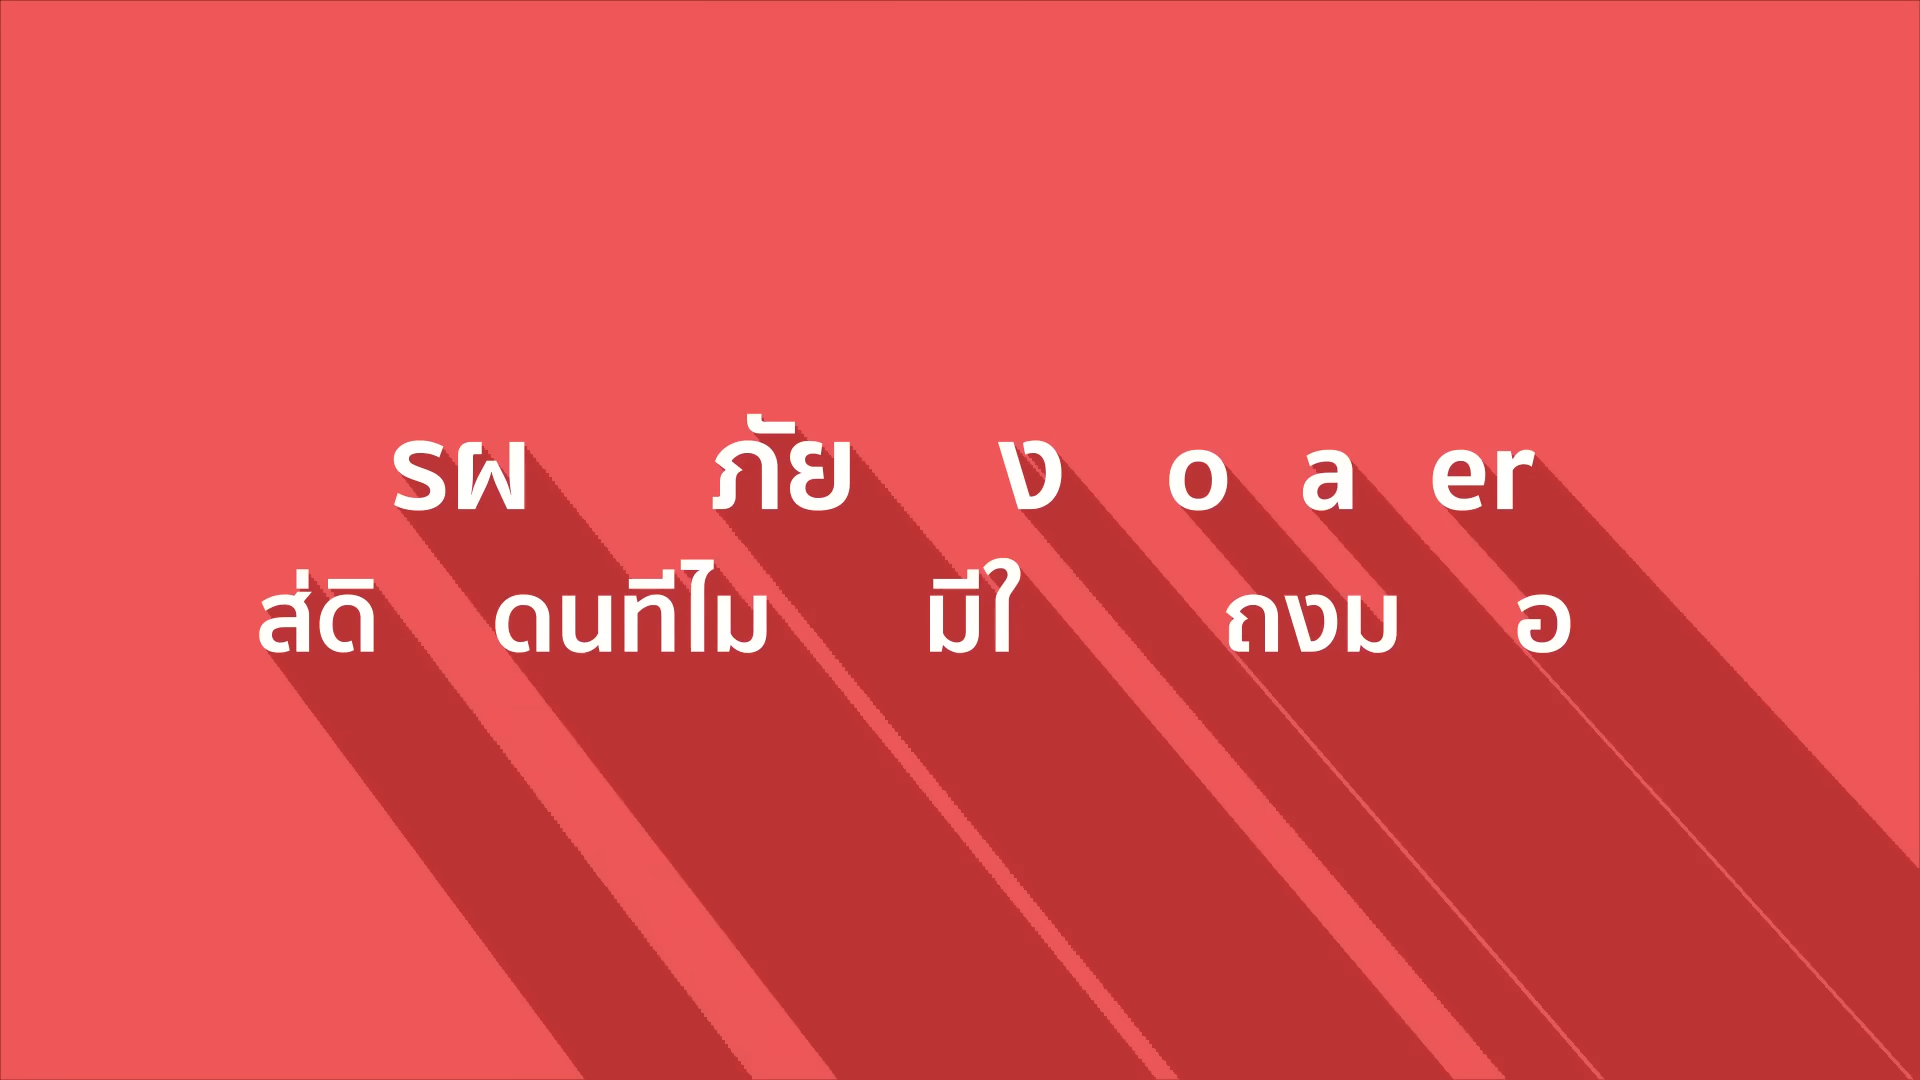 รผ ภัย ง o a er
ส่ดิ ดนทีไม มีใ ถงม อ